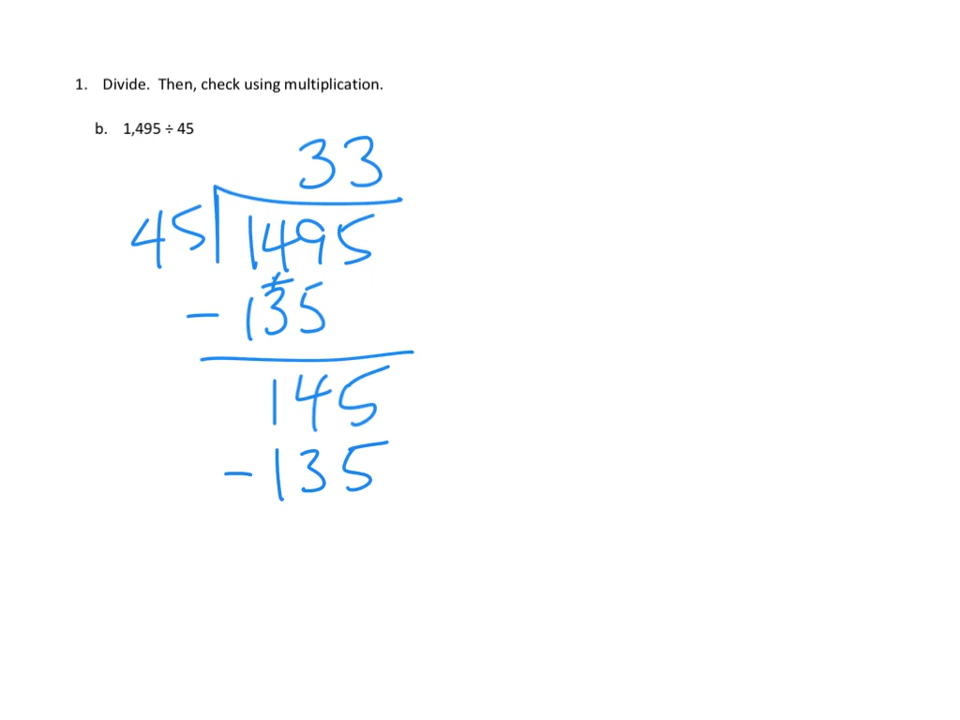 1. Divide. Then, check using multiplication.
b. 1,495 ÷ 45
33
45 1495
- 135
145
- 135